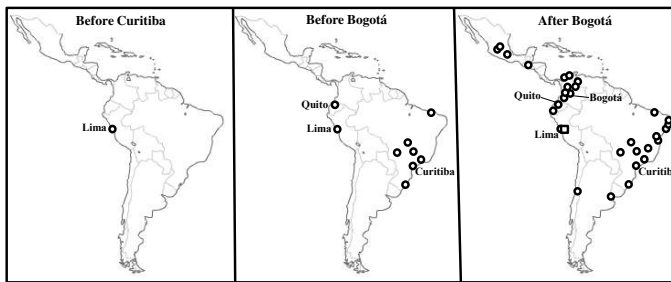 Before Curitiba
Lima
Before Bogotá
Quito
Lima
Curitiba
After Bogotá
Quito
Bogotá
Lima
Curitiba